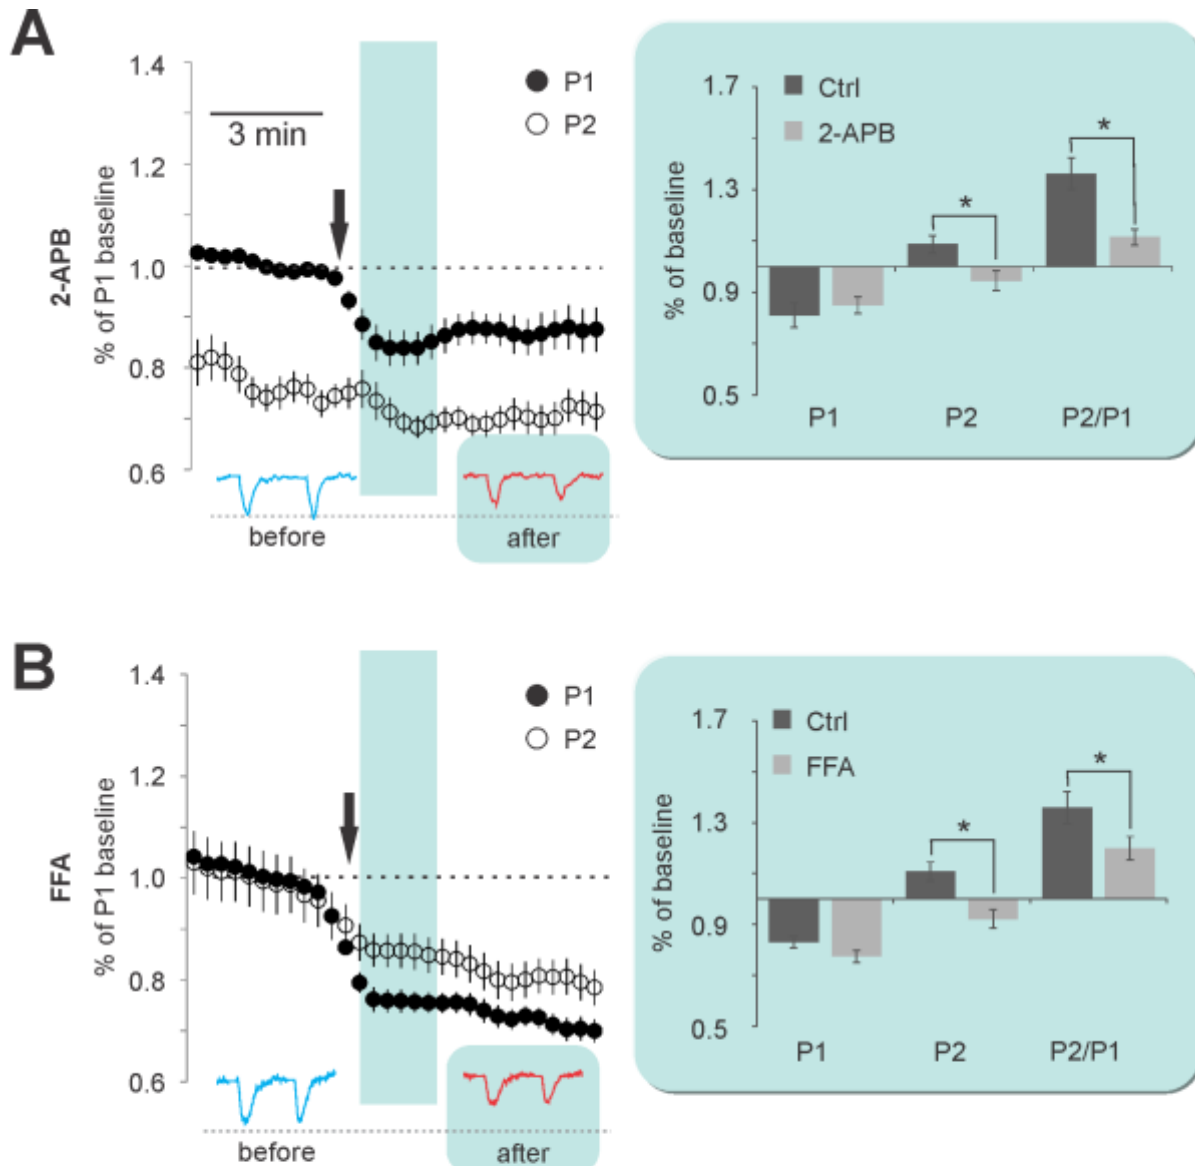 A
1.4
1.2
1.0
0.8
0.6
2-APB
% of P1 baseline
3 min
P1
P2
before
after
1.7
1.3
0.9
0.5
% of baseline
Ctrl
2-APB
*
*
P1 P2 P2/P1
B
1.4
1.2
1.0
0.8
0.6
FFA
% of P1 baseline
P1
P2
before
after
1.7
1.3
0.9
0.5
% of baseline
Ctrl
FFA
*
*
P1 P2 P2/P1